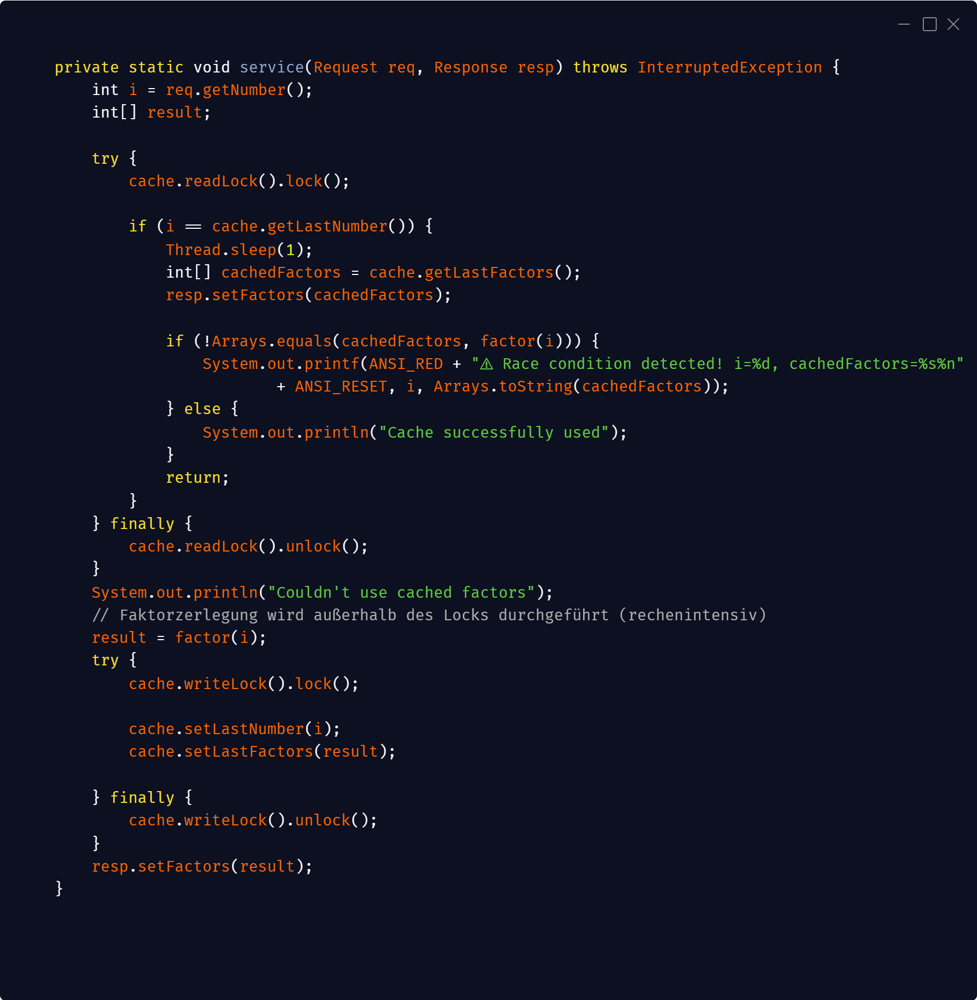 private static void service(Request req, Response resp) throws InterruptedException {
    int i = req.getNumber();
    int[] result;

    try {
        cache.readLock().lock();

        if (i == cache.getLastNumber()) {
            Thread.sleep(1);
            int[] cachedFactors = cache.getLastFactors();
            resp.setFactors(cachedFactors);

            if (!Arrays.equals(cachedFactors, factor(i))) {
                System.out.printf(ANSI_RED + "⚠ Race condition detected! i=%d, cachedFactors=%s%n"
                        + ANSI_RESET, i, Arrays.toString(cachedFactors));
            } else {
                System.out.println("Cache successfully used");
            }
            return;
        }
    } finally {
        cache.readLock().unlock();
    }
    System.out.println("Couldn't use cached factors");
    // Faktorzerlegung wird außerhalb des Locks durchgeführt (rechenintensiv)
    result = factor(i);
    try {
        cache.writeLock().lock();

        cache.setLastNumber(i);
        cache.setLastFactors(result);

    } finally {
        cache.writeLock().unlock();
    }
    resp.setFactors(result);
}